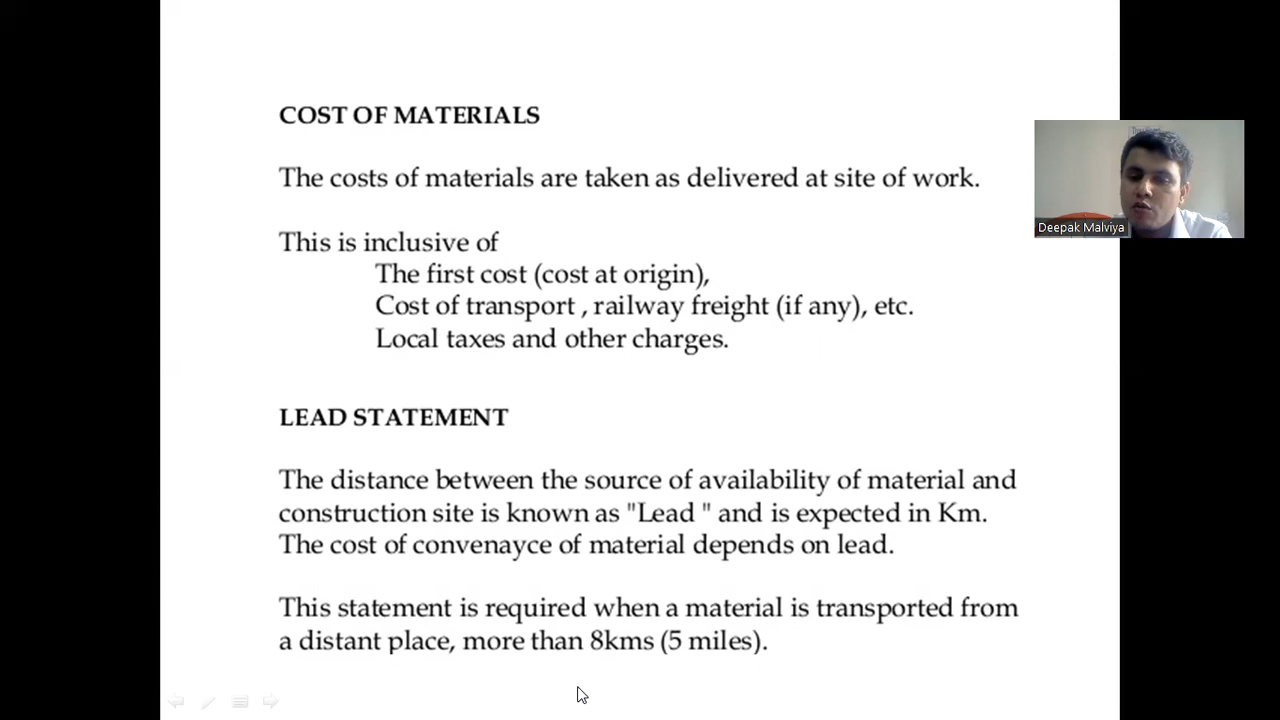 COST OF MATERIALS
The costs of materials are taken as delivered at site of work.
This is inclusive of
The first cost (cost at origin),
Cost of transport , railway freight (if any), etc.
Local taxes and other charges.
LEAD STATEMENT
The distance between the source of availability of material and
construction site is known as "Lead " and is expected in Km.
The cost of convenayce of material depends on lead.
This statement is required when a material is transported from
a distant place, more than 8kms (5 miles).
Deepak Malviya